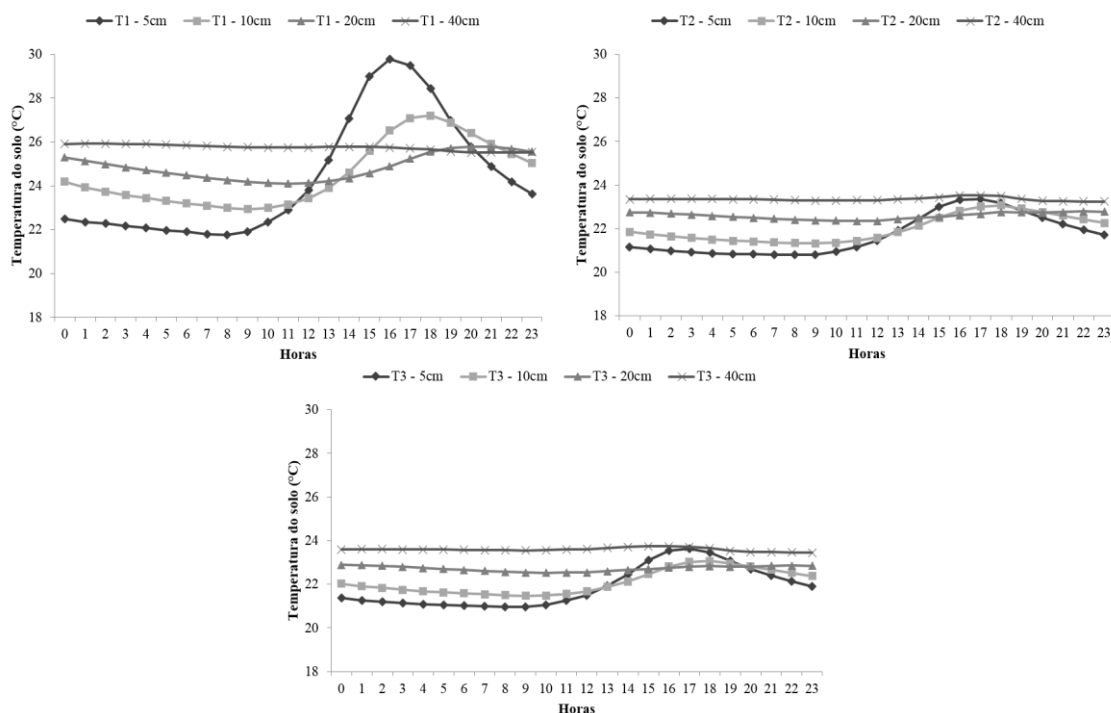 T1 - 5cm T1 - 10cm T1 - 20cm T1 - 40cm
Temperatura do solo (°C)
30
28
26
24
22
20
18
0 1 2 3 4 5 6 7 8 9 10 11 12 13 14 15 16 17 18 19 20 21 22 23
Horas
T2 - 5cm T2 - 10cm T2 - 20cm T2 - 40cm
Temperatura do solo (°C)
30
28
26
24
22
20
18
0 1 2 3 4 5 6 7 8 9 10 11 12 13 14 15 16 17 18 19 20 21 22 23
Horas
T3 - 5cm T3 - 10cm T3 - 20cm T3 - 40cm
Temperatura do solo (°C)
30
28
26
24
22
20
18
0 1 2 3 4 5 6 7 8 9 10 11 12 13 14 15 16 17 18 19 20 21 22 23
Horas